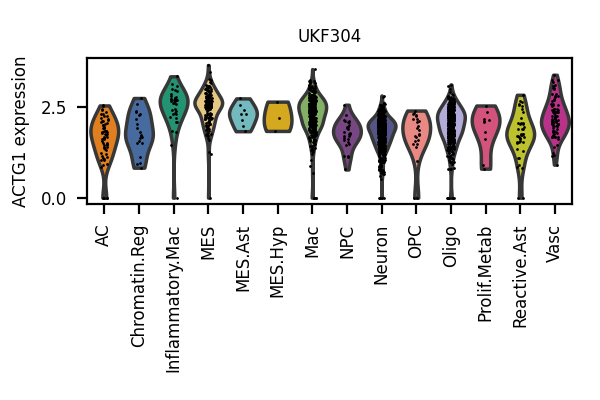 UKF304
ACTG1 expression
2.5
0.0
AC
Chromatin.Reg
Inflammatory.Mac
MES
MES.Ast
MES.Hyp
Mac
NPC
Neuron
OPC
Oligo
Prolif.Metab
Reactive.Ast
Vasc